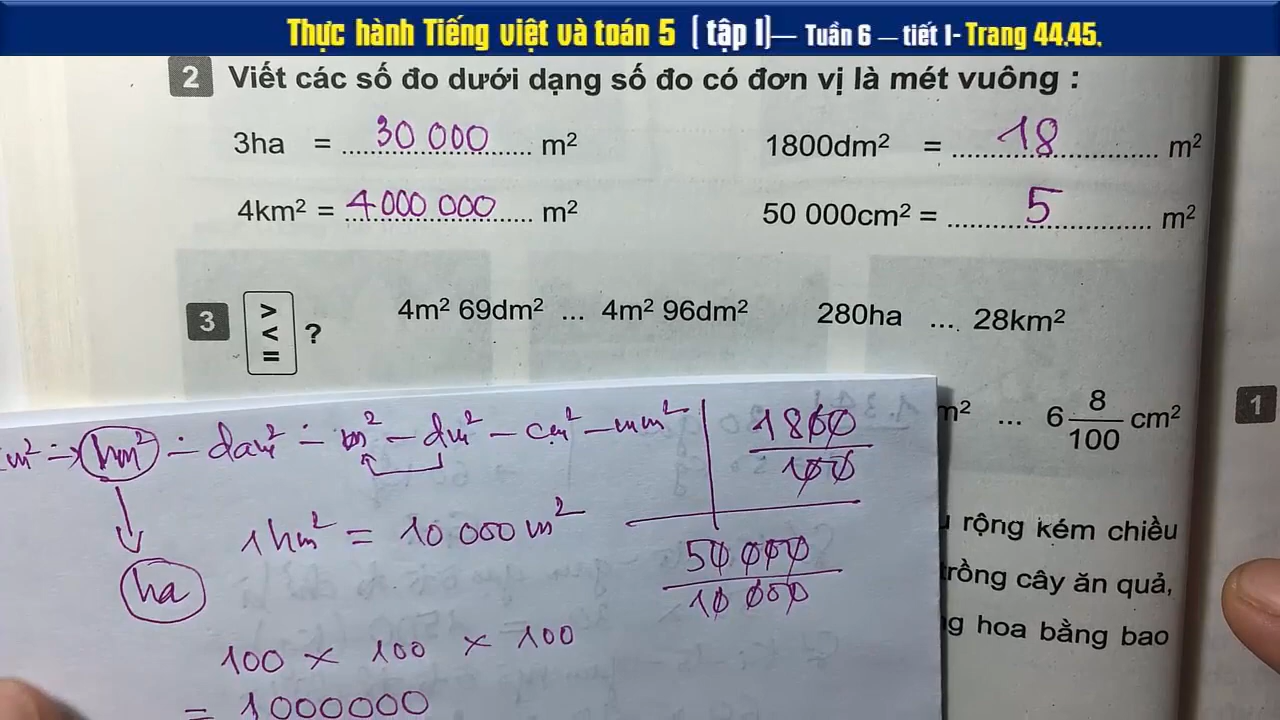 Thực hành Tiếng việt và toán 5 ( tập 1)— Tuần 6 – tiết 1- Trang 44,45.
2 Viết các số đo dưới dạng số đo có đơn vị là mét vuông :
3ha = 30 000 m² 1800dm² = 18 m²
4km² = 4.000 000 m² 50 000cm² = 5 m²
3 > < = ? 4m² 69dm² ... 4m² 96dm² 280ha .... 28km²
m² ... 6 8/100 cm²
1
rộng kém chiều
trồng cây ăn quả,
hoa bằng bao
m² - hm² - dam² - m² - dm² - cm² - mm²
1hm² = 10 000 m²
ha
100 × 100 × 100
= 1000000
1800/100
50 000/10 000